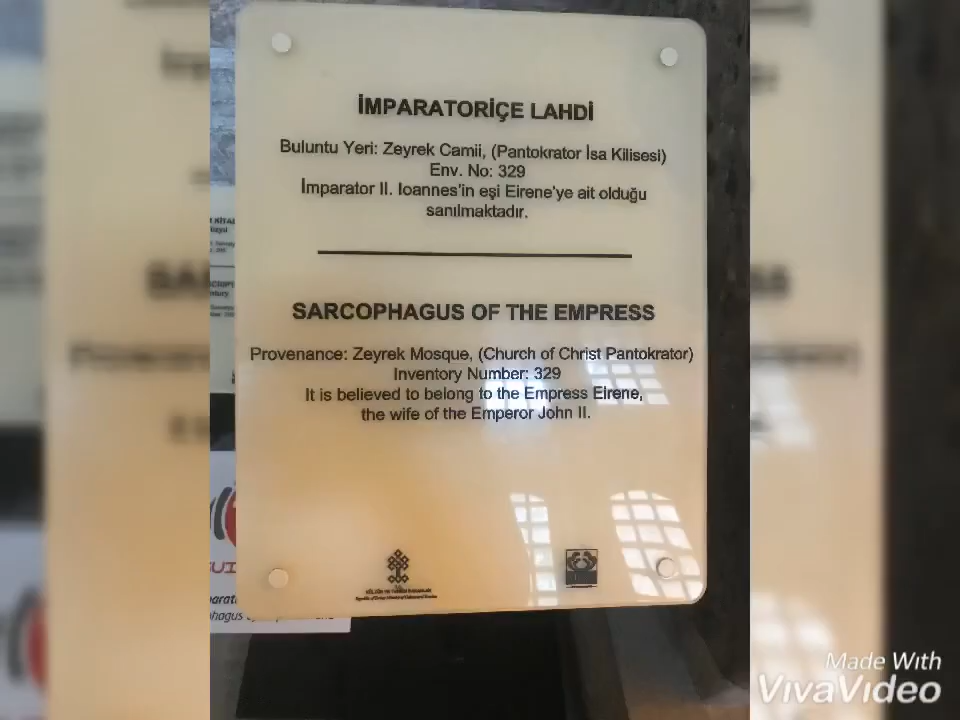 İMPARATORİÇE LAHDİ
Buluntu Yeri: Zeyrek Camii, (Pantokrator İsa Kilisesi)
Env. No: 329
İmparator II. Ioannes'in eşi Eirene'ye ait olduğu
sanılmaktadır.
SARCOPHAGUS OF THE EMPRESS
Provenance: Zeyrek Mosque, (Church of Christ Pantokrator)
Inventory Number: 329
It is believed to belong to the Empress Eirene,
the wife of the Emperor John II.
Made With
VivaVideo